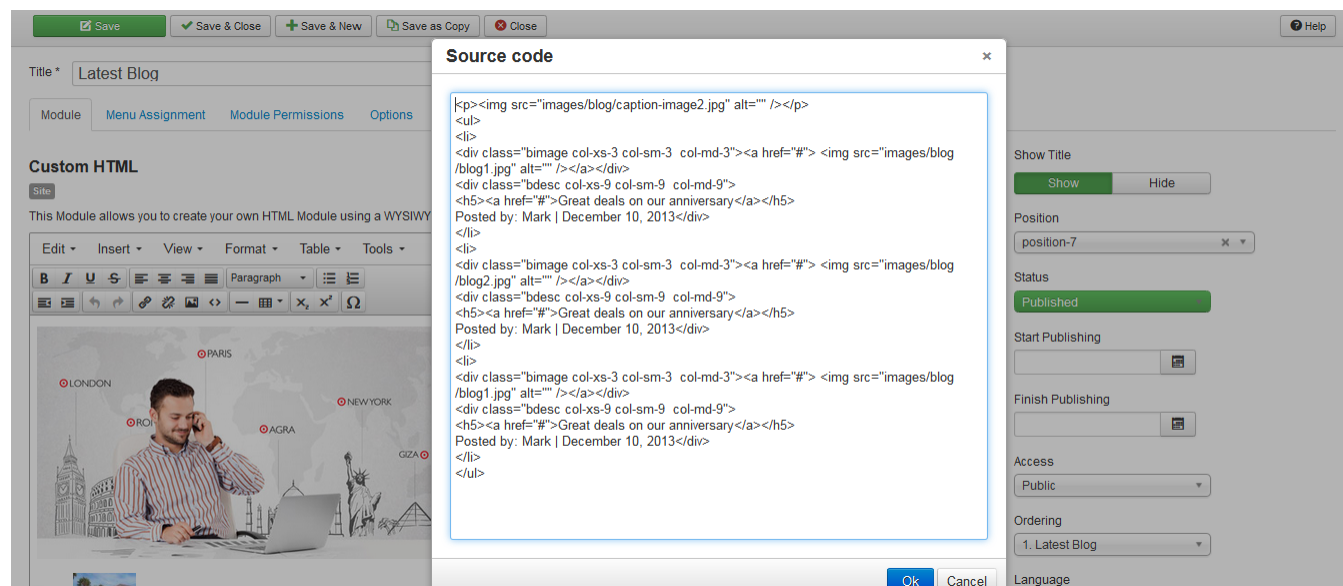 Save
Save & Close
Save & New
Save as Copy
Close
Help
Title *
Latest Blog
Module
Menu Assignment
Module Permissions
Options
Custom HTML
Site
This Module allows you to create your own HTML Module using a WYSIWY
Edit
Insert
View
Format
Table
Tools
B I U S
Paragraph
x, x² Ω
PARIS
LONDON
NEW YORK
ROI
AGRA
GIZA
Source code
×
<p><img src="images/blog/caption-image2.jpg" alt="" /></p>
<ul>
<li>
<div class="bimage col-xs-3 col-sm-3  col-md-3"><a href="#"> <img src="images/blog
/blog1.jpg" alt="" /></a></div>
<div class="bdesc col-xs-9 col-sm-9  col-md-9">
<h5><a href="#">Great deals on our anniversary</a></h5>
Posted by: Mark | December 10, 2013</div>
</li>
<li>
<div class="bimage col-xs-3 col-sm-3  col-md-3"><a href="#"> <img src="images/blog
/blog2.jpg" alt="" /></a></div>
<div class="bdesc col-xs-9 col-sm-9  col-md-9">
<h5><a href="#">Great deals on our anniversary</a></h5>
Posted by: Mark | December 10, 2013</div>
</li>
<li>
<div class="bimage col-xs-3 col-sm-3  col-md-3"><a href="#"> <img src="images/blog
/blog1.jpg" alt="" /></a></div>
<div class="bdesc col-xs-9 col-sm-9  col-md-9">
<h5><a href="#">Great deals on our anniversary</a></h5>
Posted by: Mark | December 10, 2013</div>
</li>
</ul>
Ok
Cancel
Show Title
Show
Hide
Position
position-7
Status
Published
Start Publishing
Finish Publishing
Access
Public
Ordering
1. Latest Blog
Language